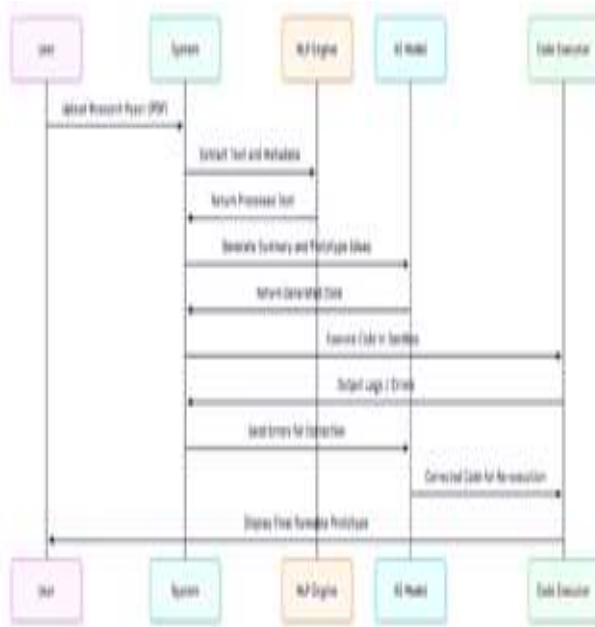 User
System
NLP Engine
AI Model
Code Executor
Upload Research Paper (PDF)
Extract Text and Metadata
Return Processed Text
Generate Summary and Prototype Ideas
Return Generated Code
Execute Code in Sandbox
Output Logs / Errors
Send Errors for Correction
Corrected Code for Re-execution
Display Final Runnable Prototype
User
System
NLP Engine
AI Model
Code Executor